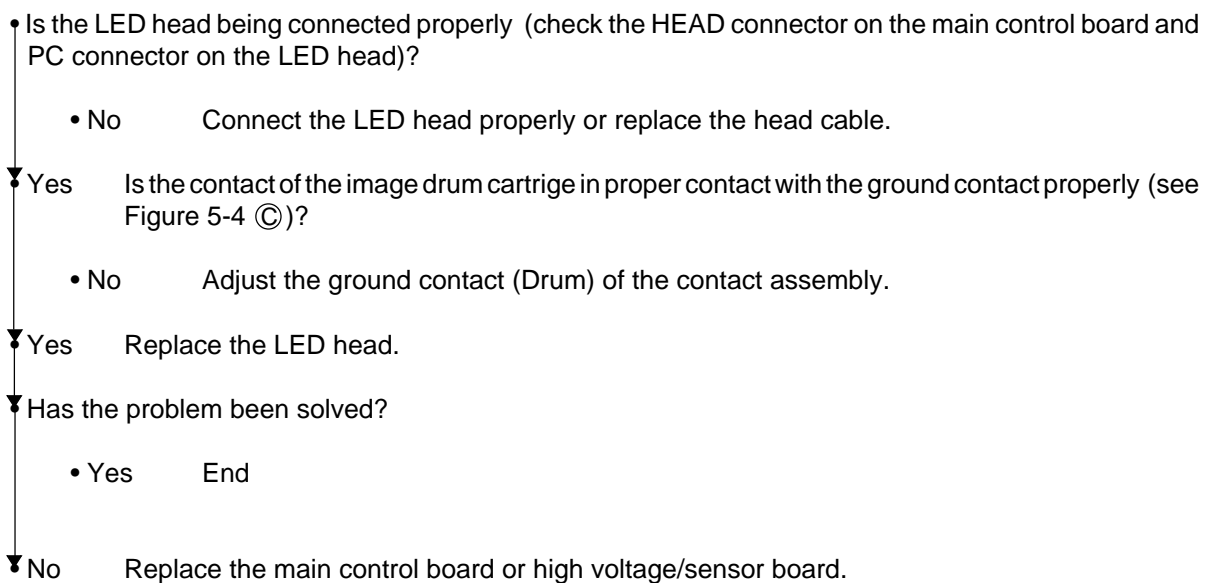 • Is the LED head being connected properly (check the HEAD connector on the main control board and
PC connector on the LED head)?
• No Connect the LED head properly or replace the head cable.
• Yes Is the contact of the image drum cartrige in proper contact with the ground contact properly (see
Figure 5-4 Ⓒ)?
• No Adjust the ground contact (Drum) of the contact assembly.
• Yes Replace the LED head.
• Has the problem been solved?
• Yes End
• No Replace the main control board or high voltage/sensor board.